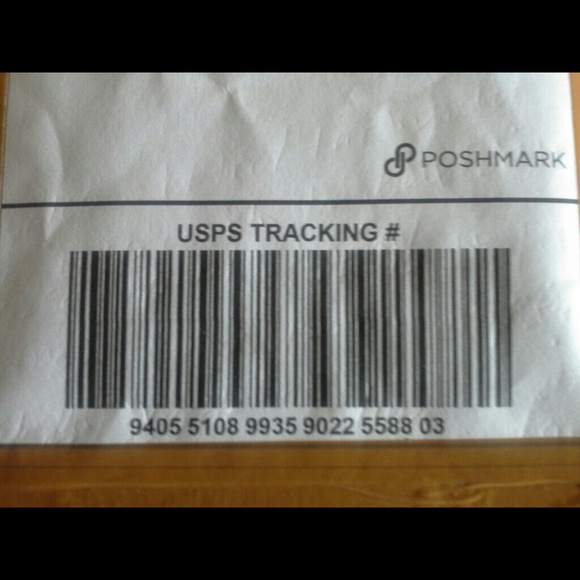 POSHMARK
USPS TRACKING #
9405 5108 9935 9022 5588 03